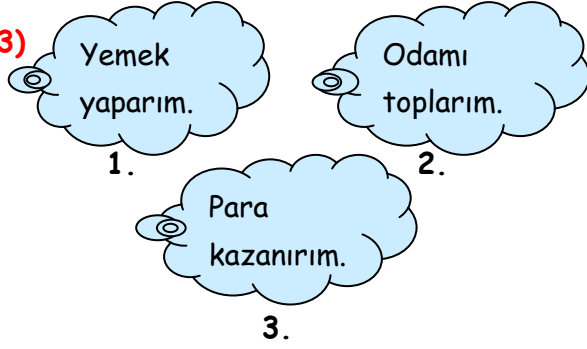 3)
Yemek
yaparım.
1.
Odamı
toplarım.
2.
Para
kazanırım.
3.